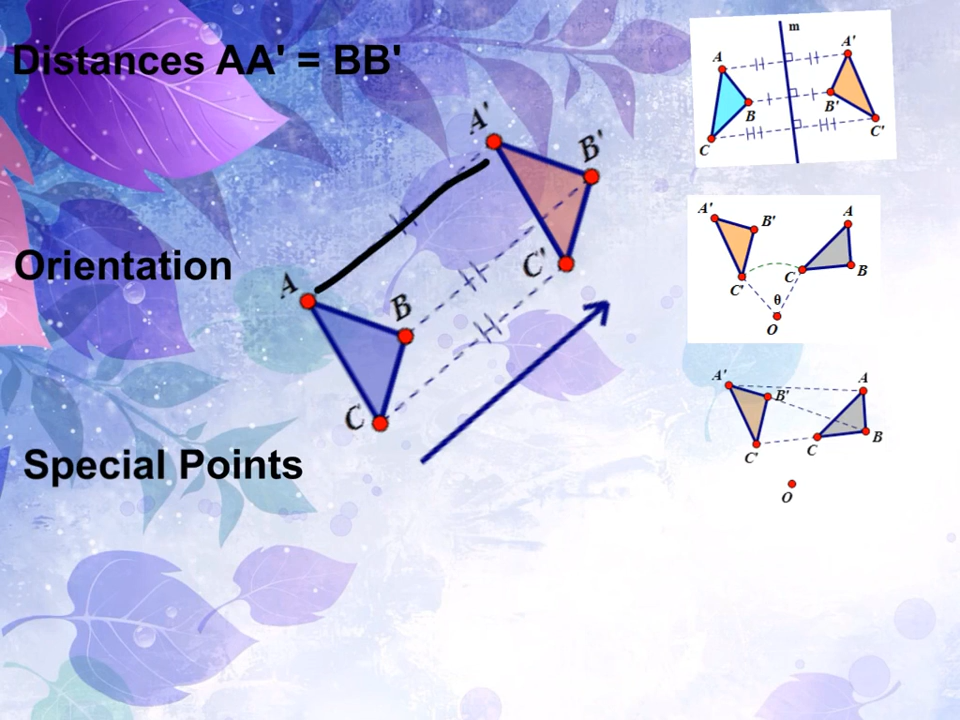 Distances AA' = BB'
Orientation
Special Points
A'
B'
C'
A
B
C
m
A
A'
B
B'
C
C'
A'
B'
A
C'
C
B
θ
O
A'
B'
A
C'
C
B
O